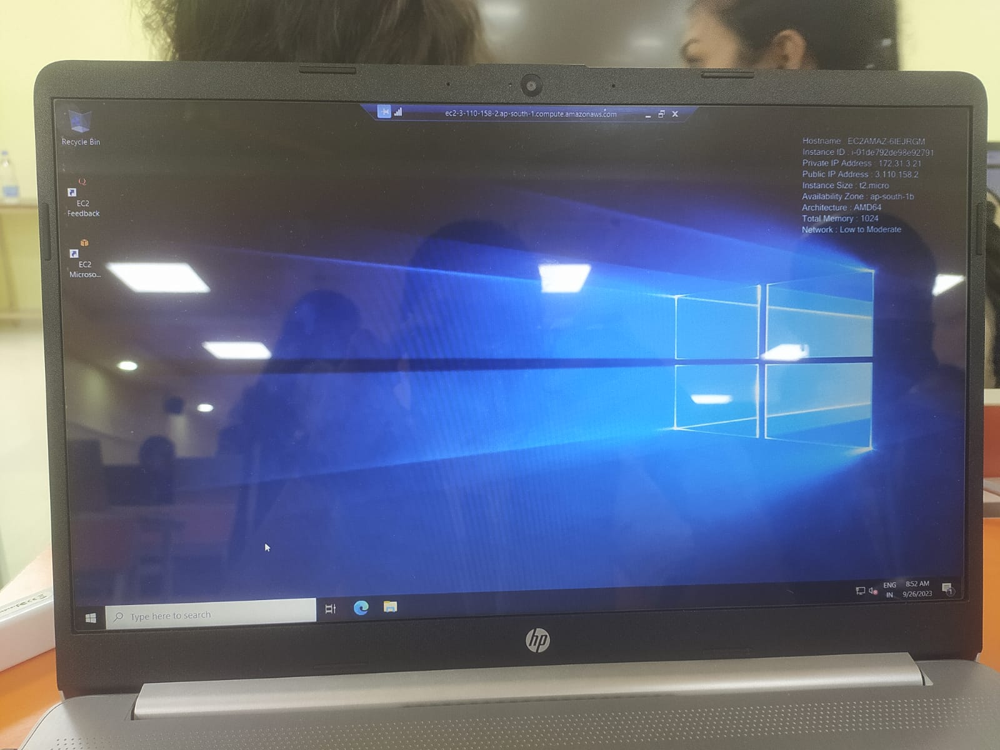 ec2-3-110-158-2.ap-south-1.compute.amazonaws.com
Recycle Bin
Hostname EC2AMAZ-6IEJRGM
Instance ID : i-01de792de98e92791
Private IP Address : 172.31.3.21
Public IP Address : 3.110.158.2
Instance Size : t2.micro
Availability Zone : ap-south-1b
Architecture : AMD64
Total Memory : 1024
Network : Low to Moderate
EC2
Feedback
EC2
Microso...
Type here to search
ENG
IN
8:52 AM
9/26/2023
1
hp